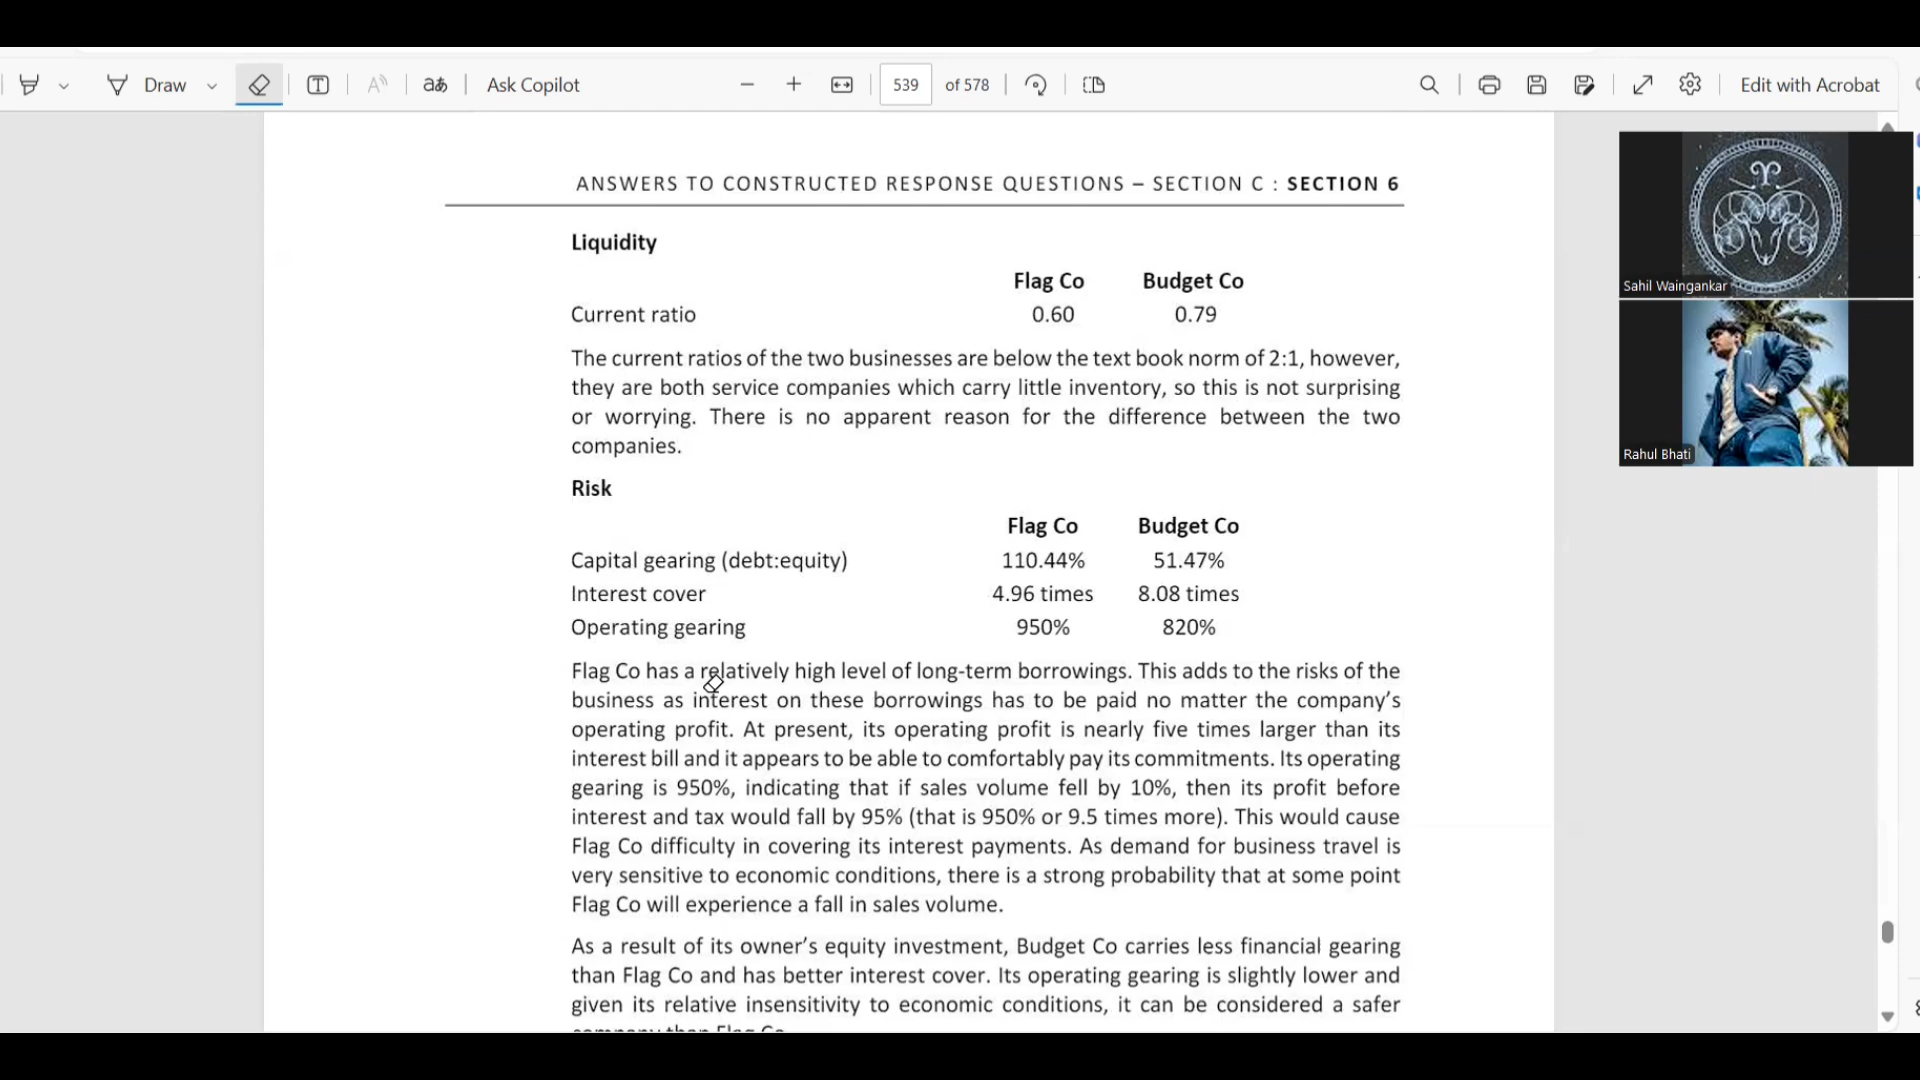 Draw
Ask Copilot
539 of 578
Edit with Acrobat
ANSWERS TO CONSTRUCTED RESPONSE QUESTIONS – SECTION C : SECTION 6
Liquidity
Flag Co Budget Co
Current ratio 0.60 0.79
The current ratios of the two businesses are below the text book norm of 2:1, however,
they are both service companies which carry little inventory, so this is not surprising
or worrying. There is no apparent reason for the difference between the two
companies.
Risk
Flag Co Budget Co
Capital gearing (debt:equity) 110.44% 51.47%
Interest cover 4.96 times 8.08 times
Operating gearing 950% 820%
Flag Co has a relatively high level of long-term borrowings. This adds to the risks of the
business as interest on these borrowings has to be paid no matter the company’s
operating profit. At present, its operating profit is nearly five times larger than its
interest bill and it appears to be able to comfortably pay its commitments. Its operating
gearing is 950%, indicating that if sales volume fell by 10%, then its profit before
interest and tax would fall by 95% (that is 950% or 9.5 times more). This would cause
Flag Co difficulty in covering its interest payments. As demand for business travel is
very sensitive to economic conditions, there is a strong probability that at some point
Flag Co will experience a fall in sales volume.
As a result of its owner’s equity investment, Budget Co carries less financial gearing
than Flag Co and has better interest cover. Its operating gearing is slightly lower and
given its relative insensitivity to economic conditions, it can be considered a safer
company than Flag Co.
Sahil Waingankar
Rahul Bhati